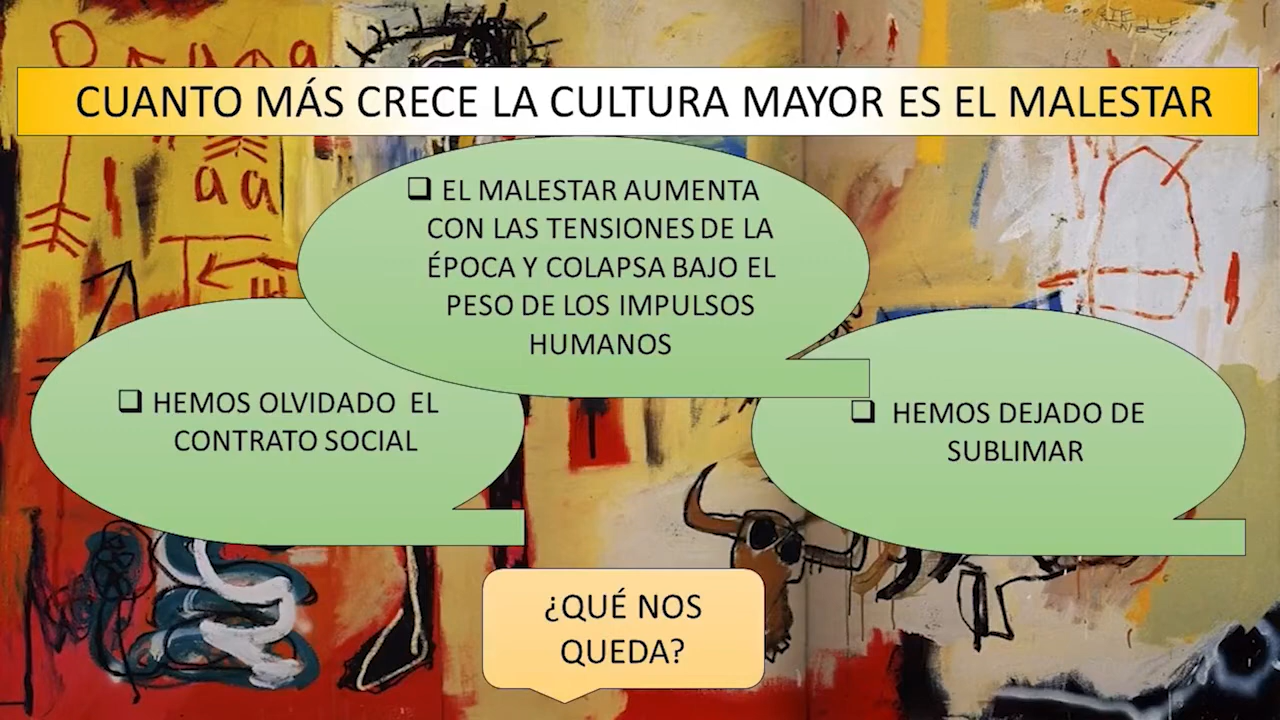 CUANTO MÁS CRECE LA CULTURA MAYOR ES EL MALESTAR
❑ EL MALESTAR AUMENTA
CON LAS TENSIONES DE LA
ÉPOCA Y COLAPSA BAJO EL
PESO DE LOS IMPULSOS
HUMANOS
❑ HEMOS OLVIDADO EL
CONTRATO SOCIAL
❑ HEMOS DEJADO DE
SUBLIMAR
¿QUÉ NOS
QUEDA?